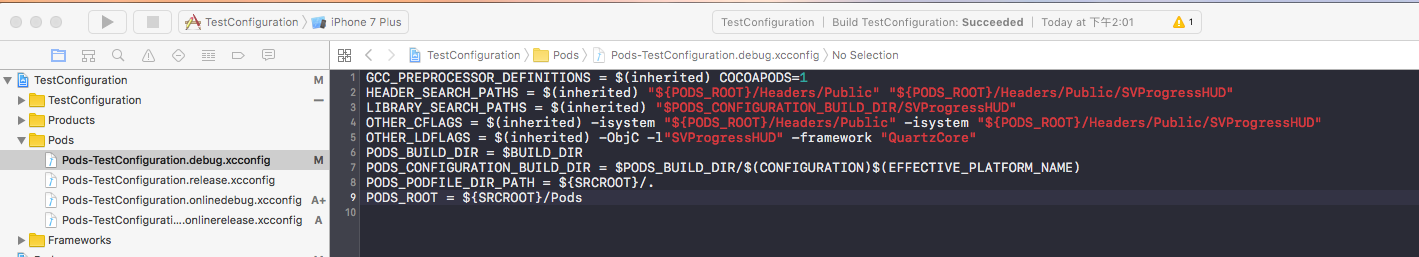 TestConfiguration iPhone 7 Plus TestConfiguration | Build TestConfiguration: Succeeded | Today at 下午2:01 1
TestConfiguration Pods Pods-TestConfiguration.debug.xcconfig No Selection
TestConfiguration M
TestConfiguration
Products
Pods
Pods-TestConfiguration.debug.xcconfig M
Pods-TestConfiguration.release.xcconfig
Pods-TestConfiguration.onlinedebug.xcconfig A+
Pods-TestConfigurati....onlinerelease.xcconfig A
Frameworks
1 GCC_PREPROCESSOR_DEFINITIONS = $(inherited) COCOAPODS=1
2 HEADER_SEARCH_PATHS = $(inherited) "${PODS_ROOT}/Headers/Public" "${PODS_ROOT}/Headers/Public/SVProgressHUD"
3 LIBRARY_SEARCH_PATHS = $(inherited) "$PODS_CONFIGURATION_BUILD_DIR/SVProgressHUD"
4 OTHER_CFLAGS = $(inherited) -isystem "${PODS_ROOT}/Headers/Public" -isystem "${PODS_ROOT}/Headers/Public/SVProgressHUD"
5 OTHER_LDFLAGS = $(inherited) -ObjC -l"SVProgressHUD" -framework "QuartzCore"
6 PODS_BUILD_DIR = $BUILD_DIR
7 PODS_CONFIGURATION_BUILD_DIR = $PODS_BUILD_DIR/$(CONFIGURATION)$(EFFECTIVE_PLATFORM_NAME)
8 PODS_PODFILE_DIR_PATH = ${SRCROOT}/.
9 PODS_ROOT = ${SRCROOT}/Pods
10